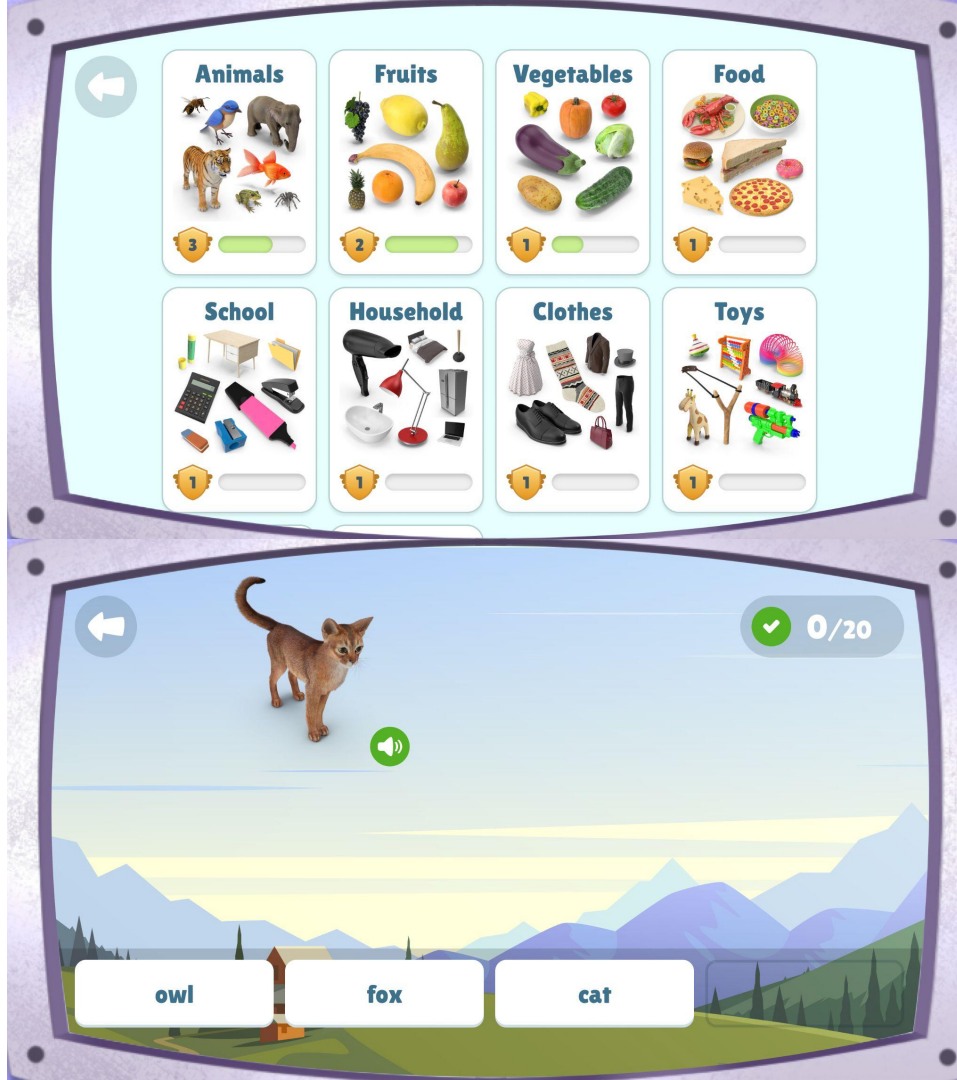 Animals
Fruits
Vegetables
Food
3
2
1
1
School
Household
Clothes
Toys
1
1
1
1
0/20
owl
fox
cat